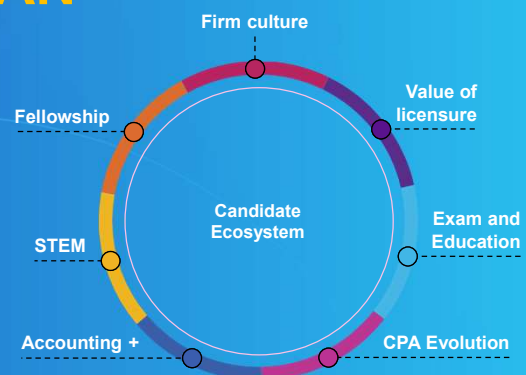 Firm culture
Value of
licensure
Fellowship
Candidate
Ecosystem
Exam and
Education
STEM
Accounting +
CPA Evolution